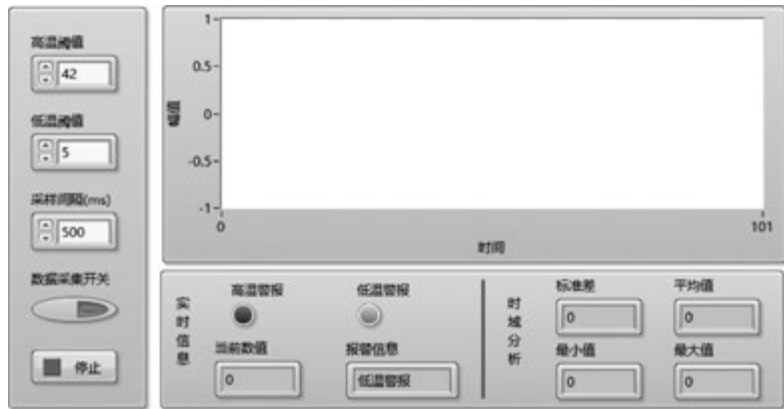 高温阈值
42
低温阈值
5
采样间隔(ms)
500
数据采集开关
停止
幅值
1
0.5
0
-0.5
-1
0
101
时间
实时信息
高温警报
低温警报
当前数值
报警信息
0
低温警报
时域分析
标准差
平均值
0
0
最小值
最大值
0
0